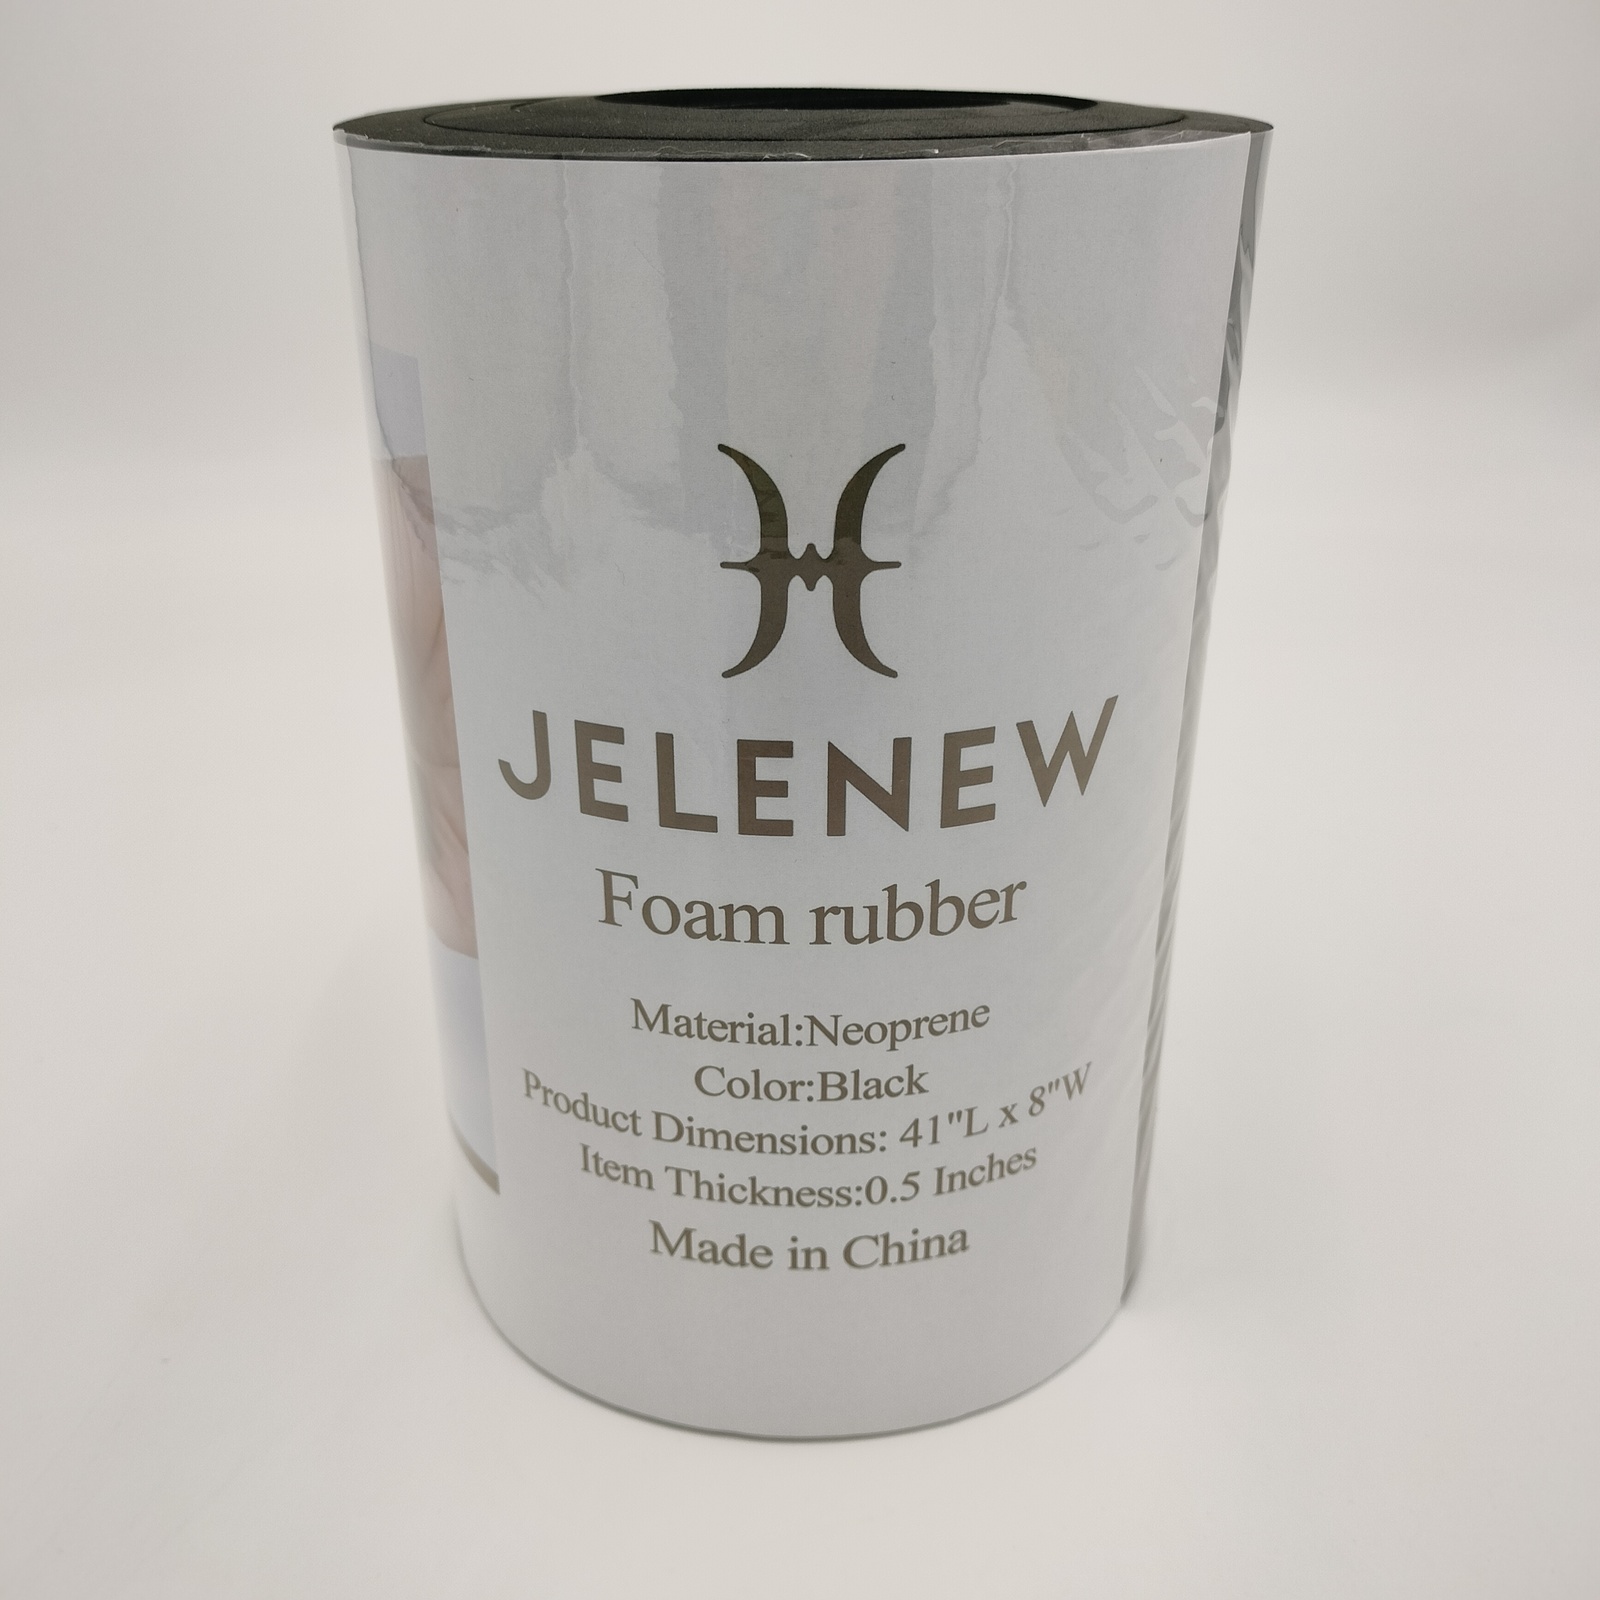 JELENEW
Foam rubber
Material:Neoprene
Color:Black
Product Dimensions: 41"L x 8"W
Item Thickness:0.5 Inches
Made in China